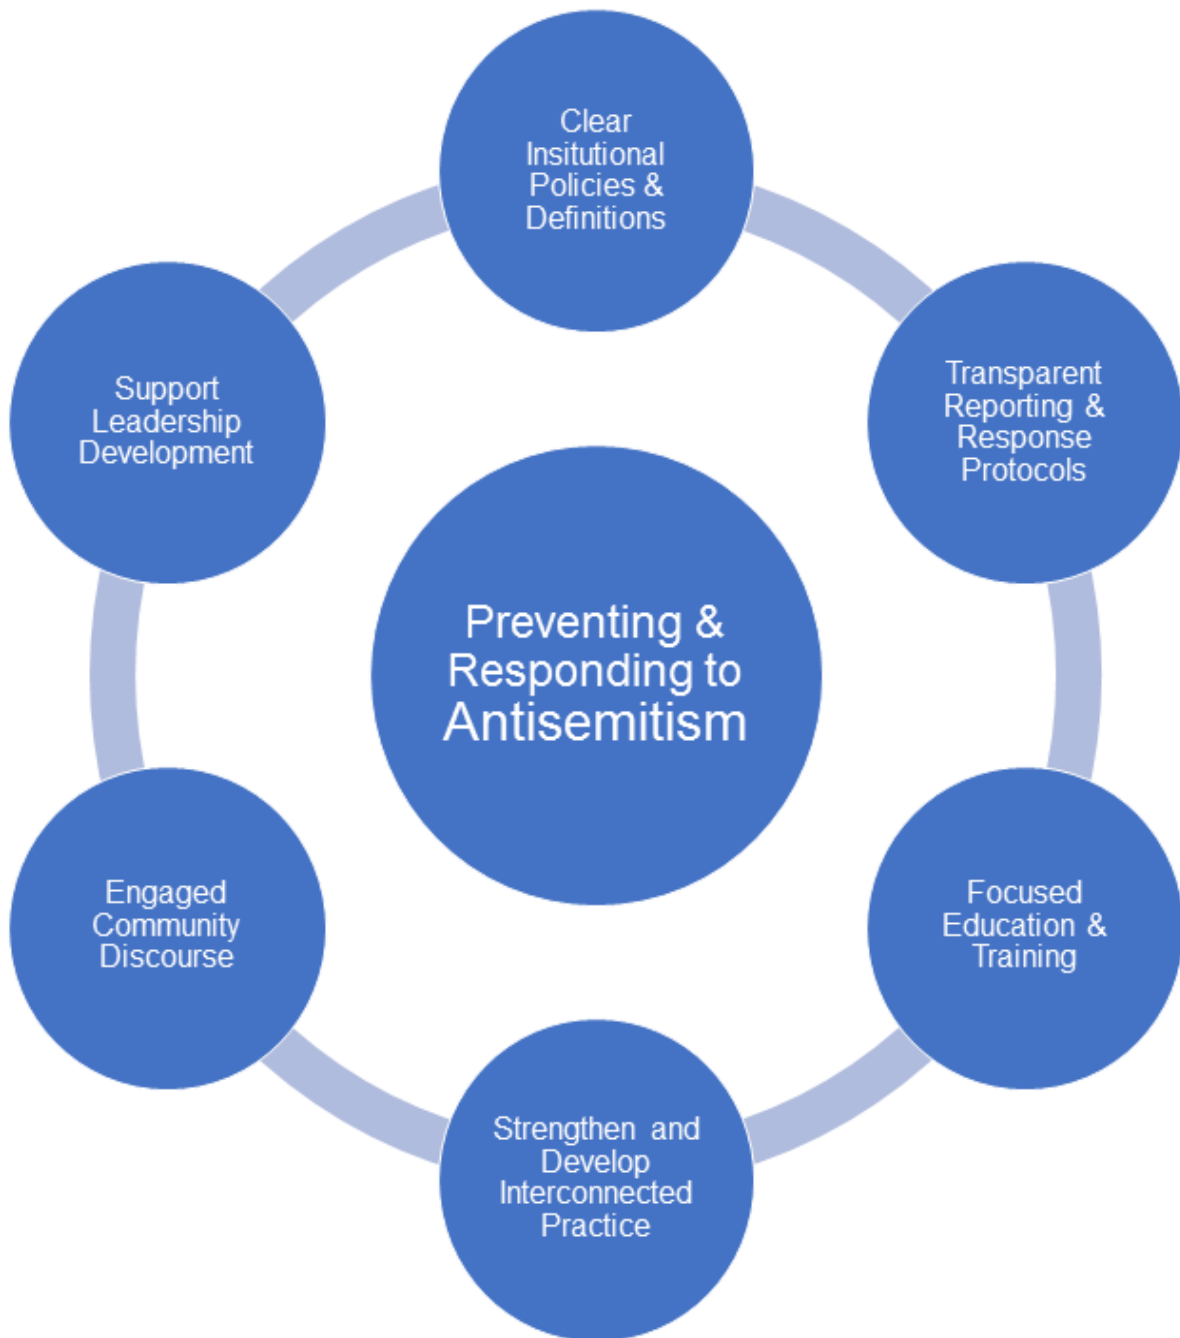 Clear
Insitutional
Policies &
Definitions
Transparent
Reporting &
Response
Protocols
Focused
Education &
Training
Strengthen and
Develop
Interconnected
Practice
Engaged
Community
Discourse
Support
Leadership
Development
Preventing &
Responding to
Antisemitism